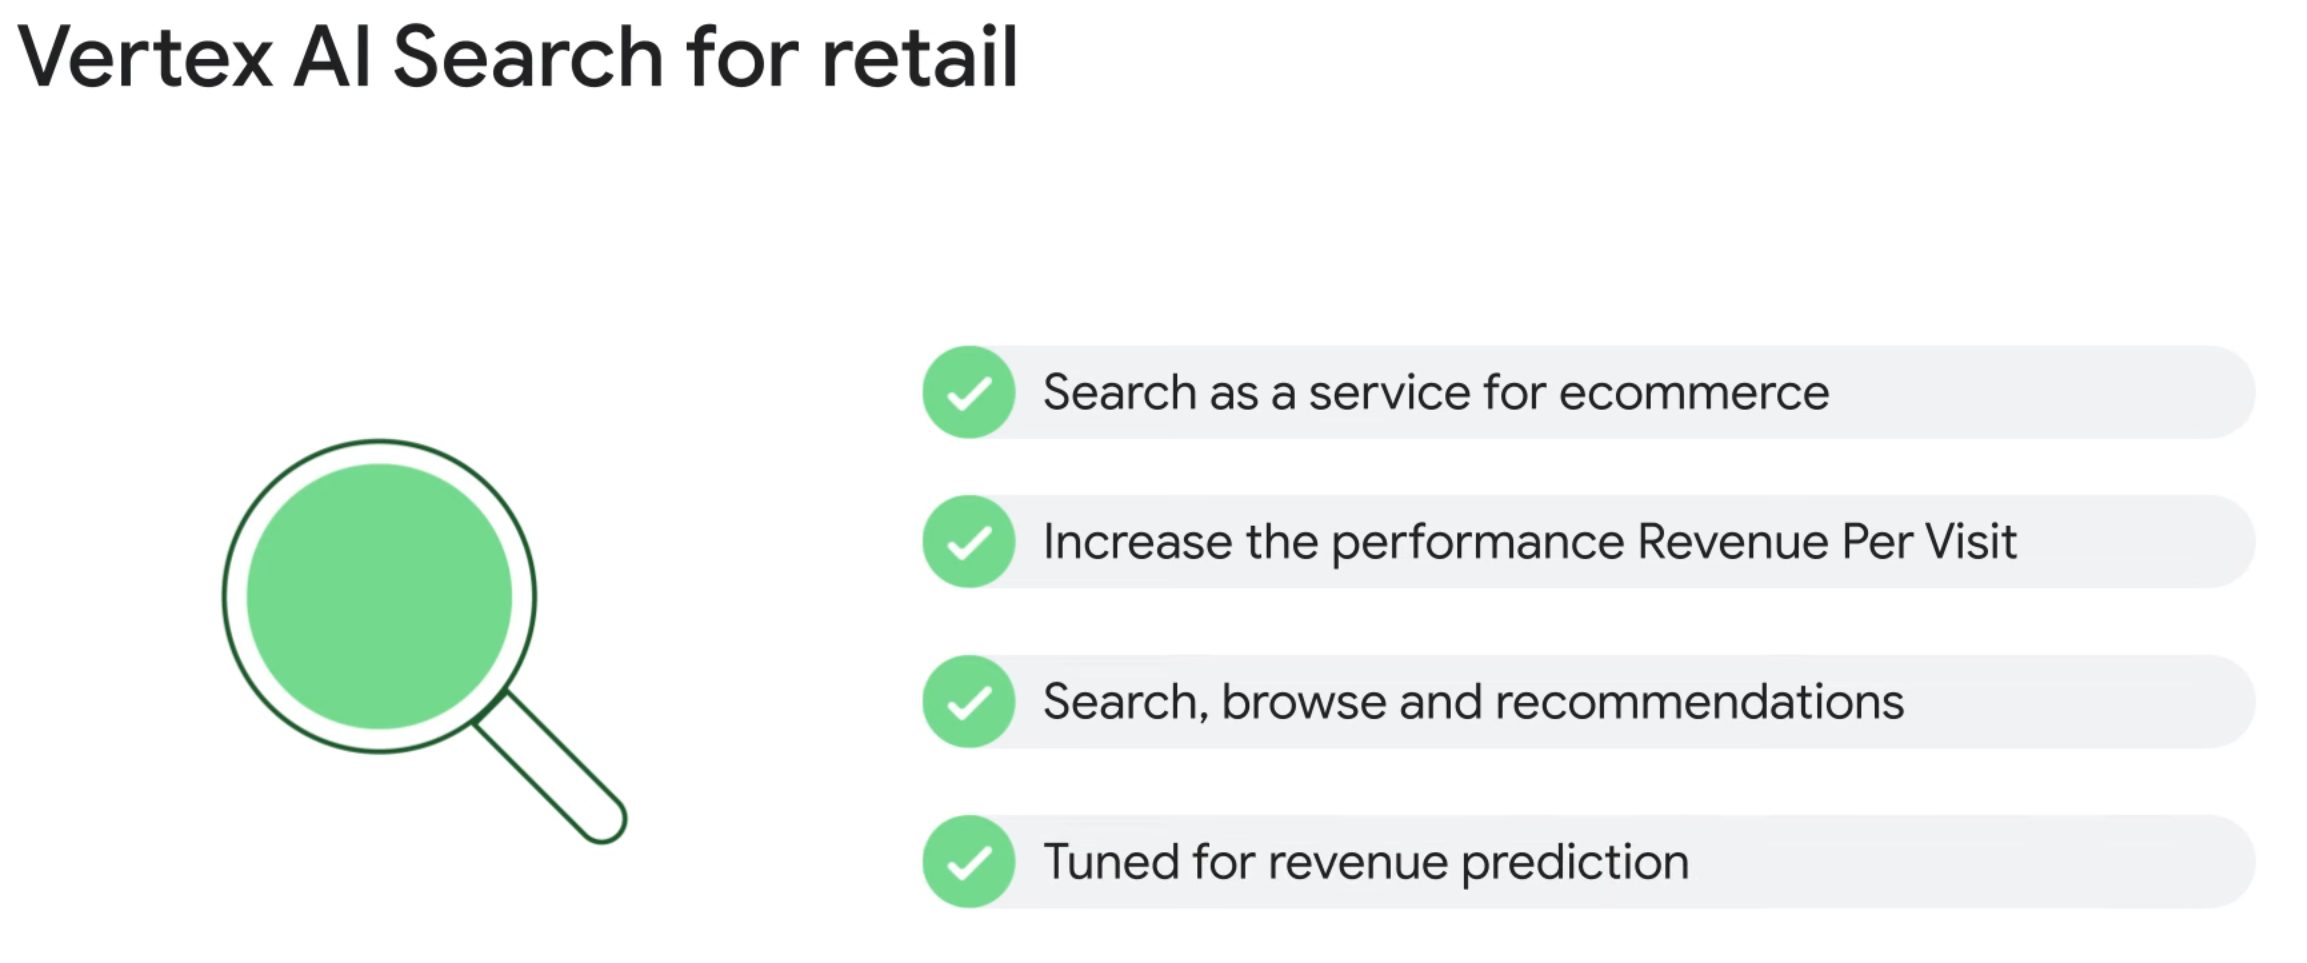 Vertex AI Search for retail
Search as a service for ecommerce
Increase the performance Revenue Per Visit
Search, browse and recommendations
Tuned for revenue prediction